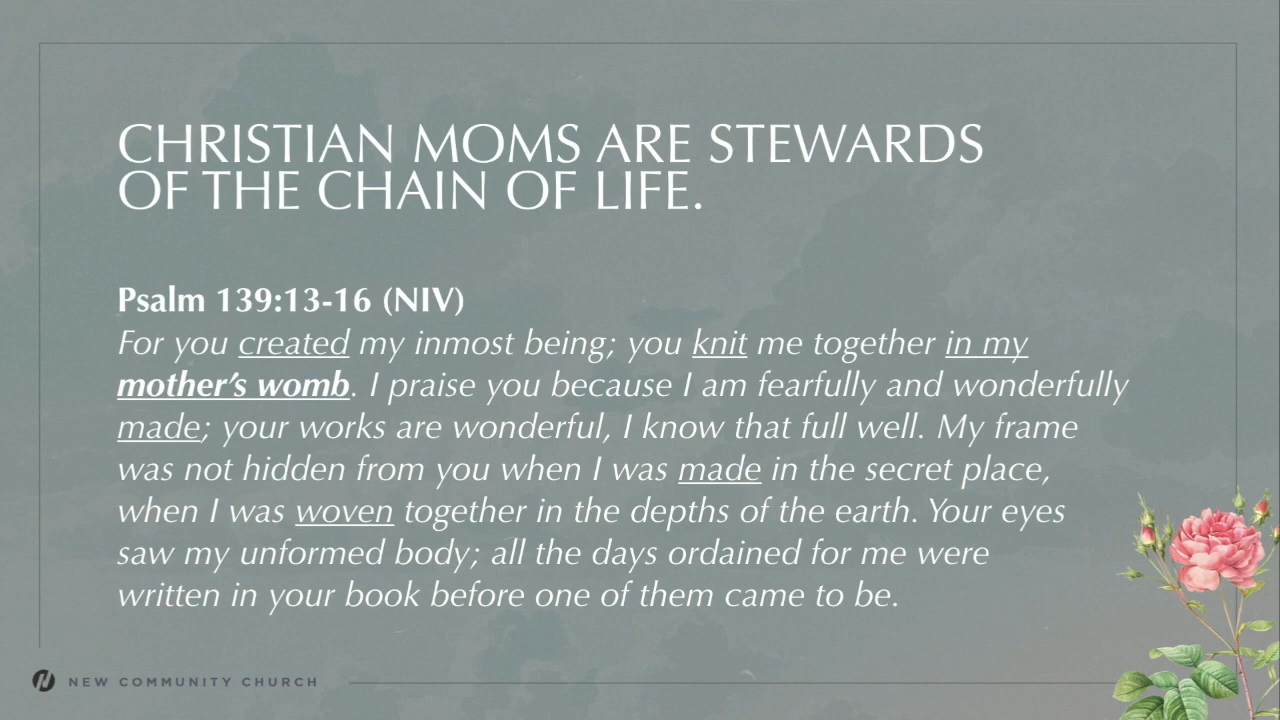 CHRISTIAN MOMS ARE STEWARDS
OF THE CHAIN OF LIFE.
Psalm 139:13-16 (NIV)
For you created my inmost being; you knit me together in my
mother’s womb. I praise you because I am fearfully and wonderfully
made; your works are wonderful, I know that full well. My frame
was not hidden from you when I was made in the secret place,
when I was woven together in the depths of the earth. Your eyes
saw my unformed body; all the days ordained for me were
written in your book before one of them came to be.
NEW COMMUNITY CHURCH